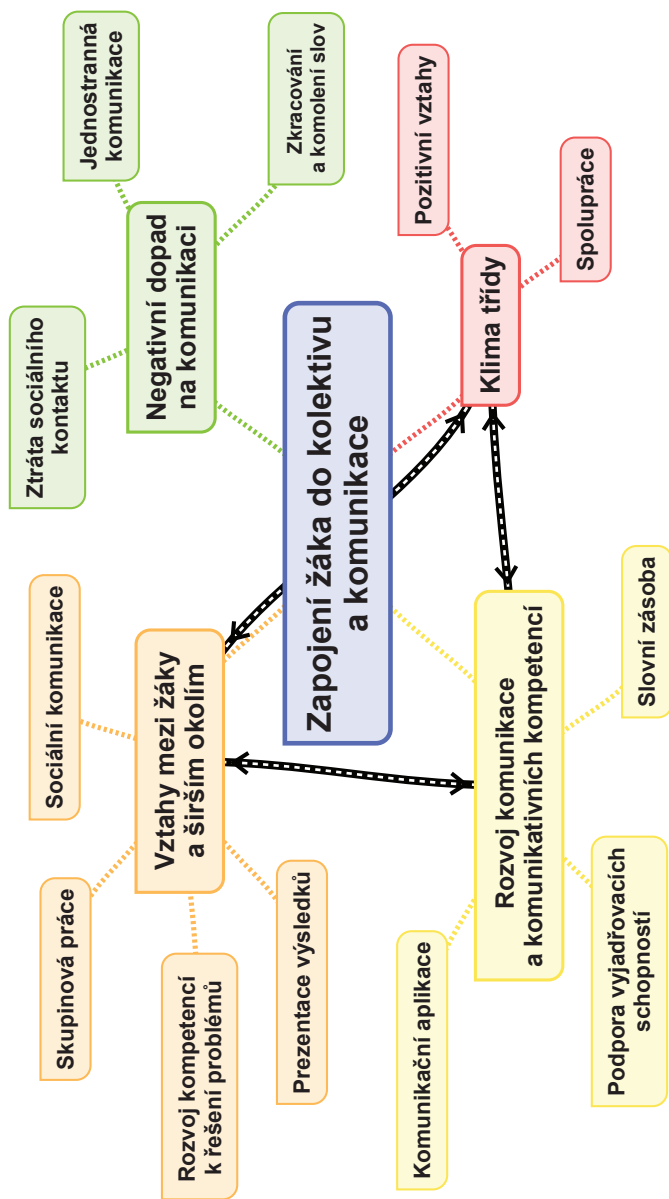 Ztráta sociálního
kontaktu
Jednostranná
komunikace
Zkracování
a komolení slov
Negativní dopad
na komunikaci
Sociální komunikace
Skupinová práce
Rozvoj kompetencí
k řešení problémů
Prezentace výsledků
Vztahy mezi žáky
a širším okolím
Zapojení žáka do kolektivu
a komunikace
Pozitivní vztahy
Klima třídy
Spolupráce
Komunikační aplikace
Rozvoj komunikace
a komunikativních kompetencí
Podpora vyjadřovacích
schopností
Slovní zásoba